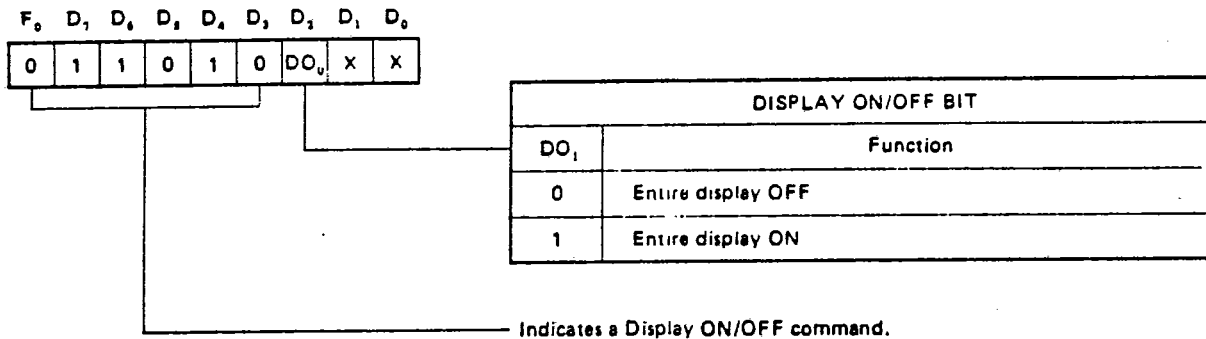 F₀ D₇ D₆ D₅ D₄ D₃ D₂ D₁ D₀
0 1 1 0 1 0 DO₀ X X
DISPLAY ON/OFF BIT
DO₁ Function
0 Entire display OFF
1 Entire display ON
Indicates a Display ON/OFF command.